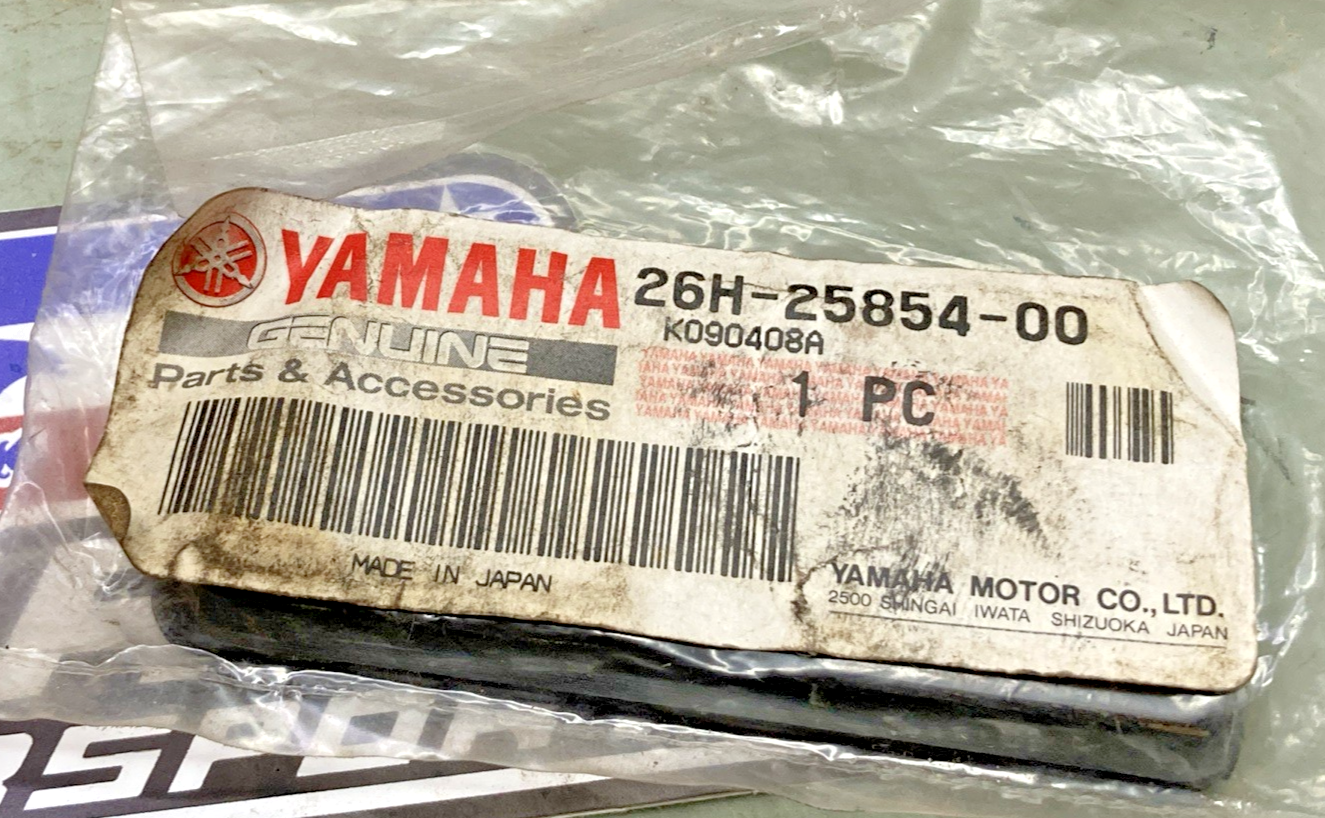 YAMAHA
GENUINE
Parts & Accessories
26H-25854-00
K090408A
1 PC
MADE IN JAPAN
YAMAHA MOTOR CO., LTD.
2500 SHINGAI IWATA SHIZUOKA JAPAN